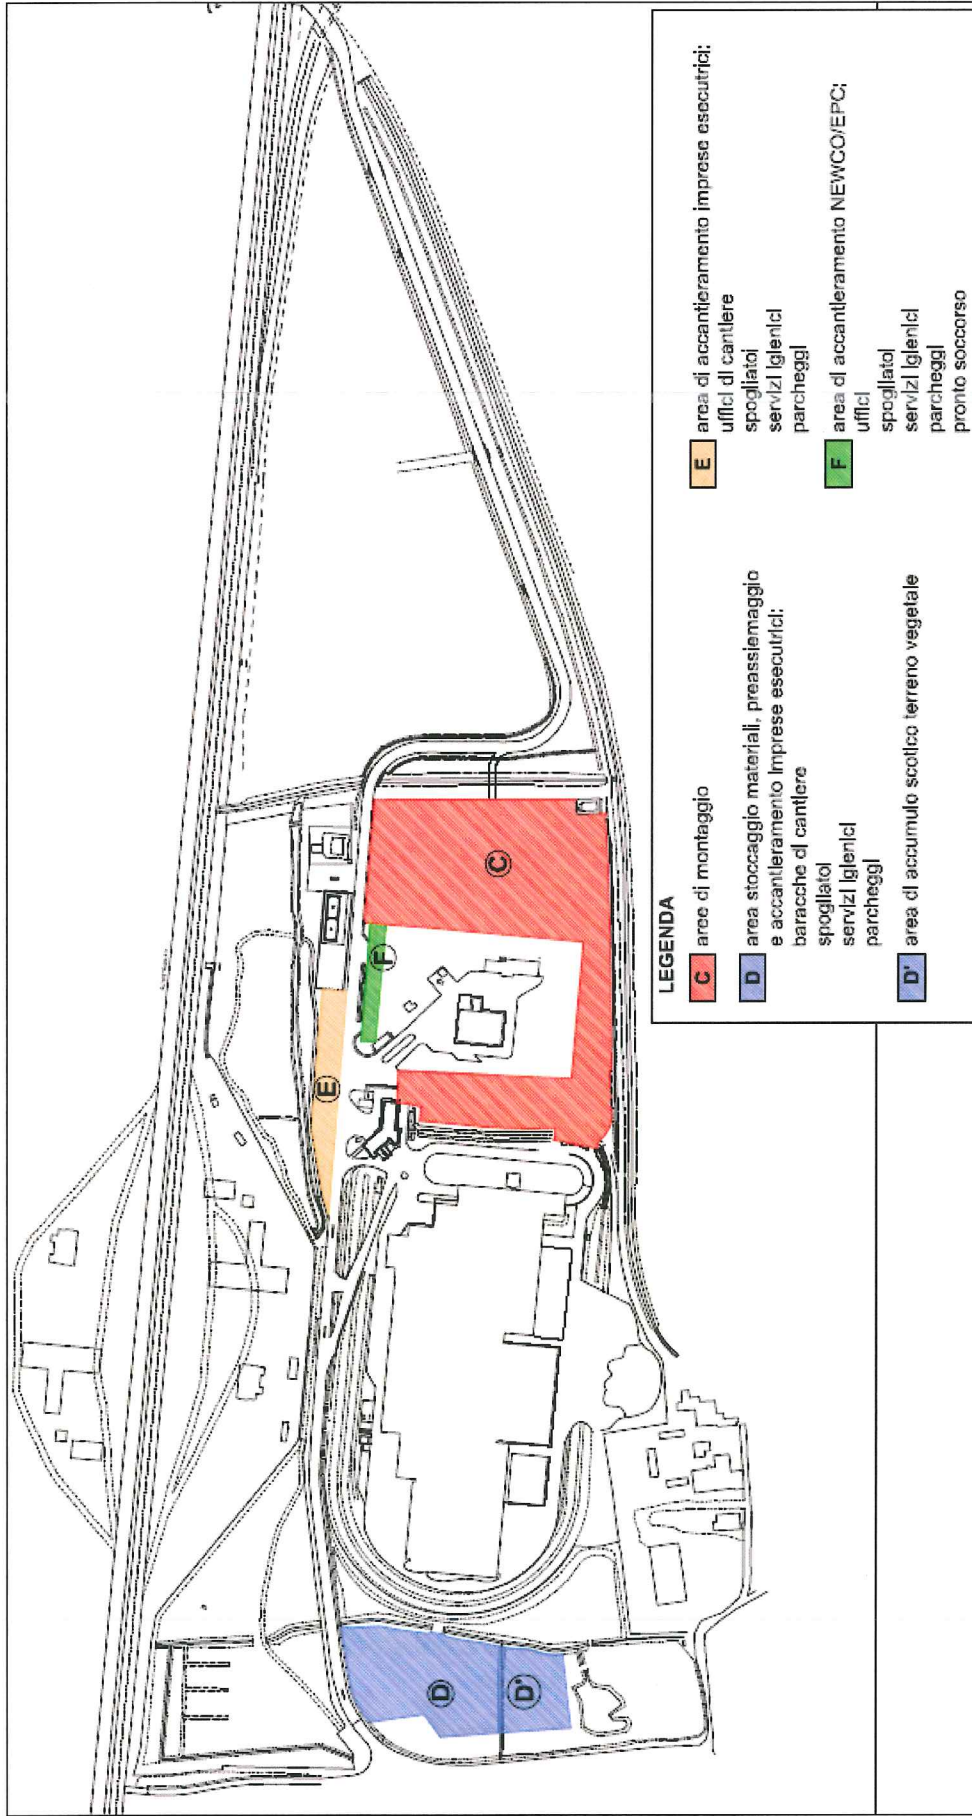 C
F
E
D
D'
LEGENDA
C aree di montaggio
D area stoccaggio materiali, preassiemaggio
e accantieramento imprese esecutrici:
baracche di cantiere
spogliatoi
servizi igienici
parcheggi
D' area di accumulo scotico terreno vegetale
E area di accantieramento imprese esecutrici:
uffici di cantiere
spogliatoi
servizi igienici
parcheggi
F area di accantieramento NEWCO/EPC:
uffici
spogliatoi
servizi igienici
parcheggi
pronto soccorso